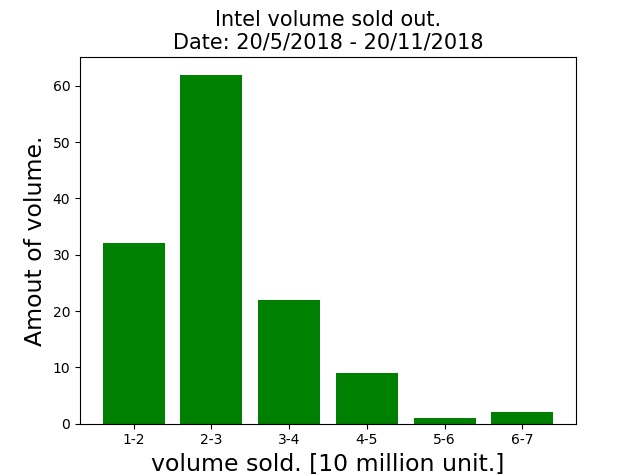 Intel volume sold out.
Date: 20/5/2018 - 20/11/2018
Amout of volume.
60
50
40
30
20
10
0
1-2 2-3 3-4 4-5 5-6 6-7
volume sold. [10 million unit.]